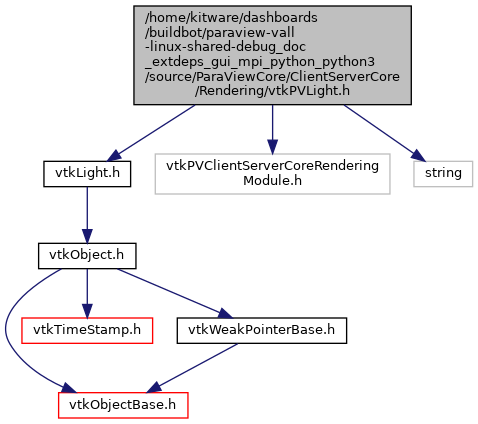 /home/kitware/dashboards
/buildbot/paraview-vall
-linux-shared-debug_doc
_extdeps_gui_mpi_python_python3
/source/ParaViewCore/ClientServerCore
/Rendering/vtkPVLight.h
vtkLight.h
vtkPVClientServerCoreRendering
Module.h
string
vtkObject.h
vtkTimeStamp.h
vtkWeakPointerBase.h
vtkObjectBase.h